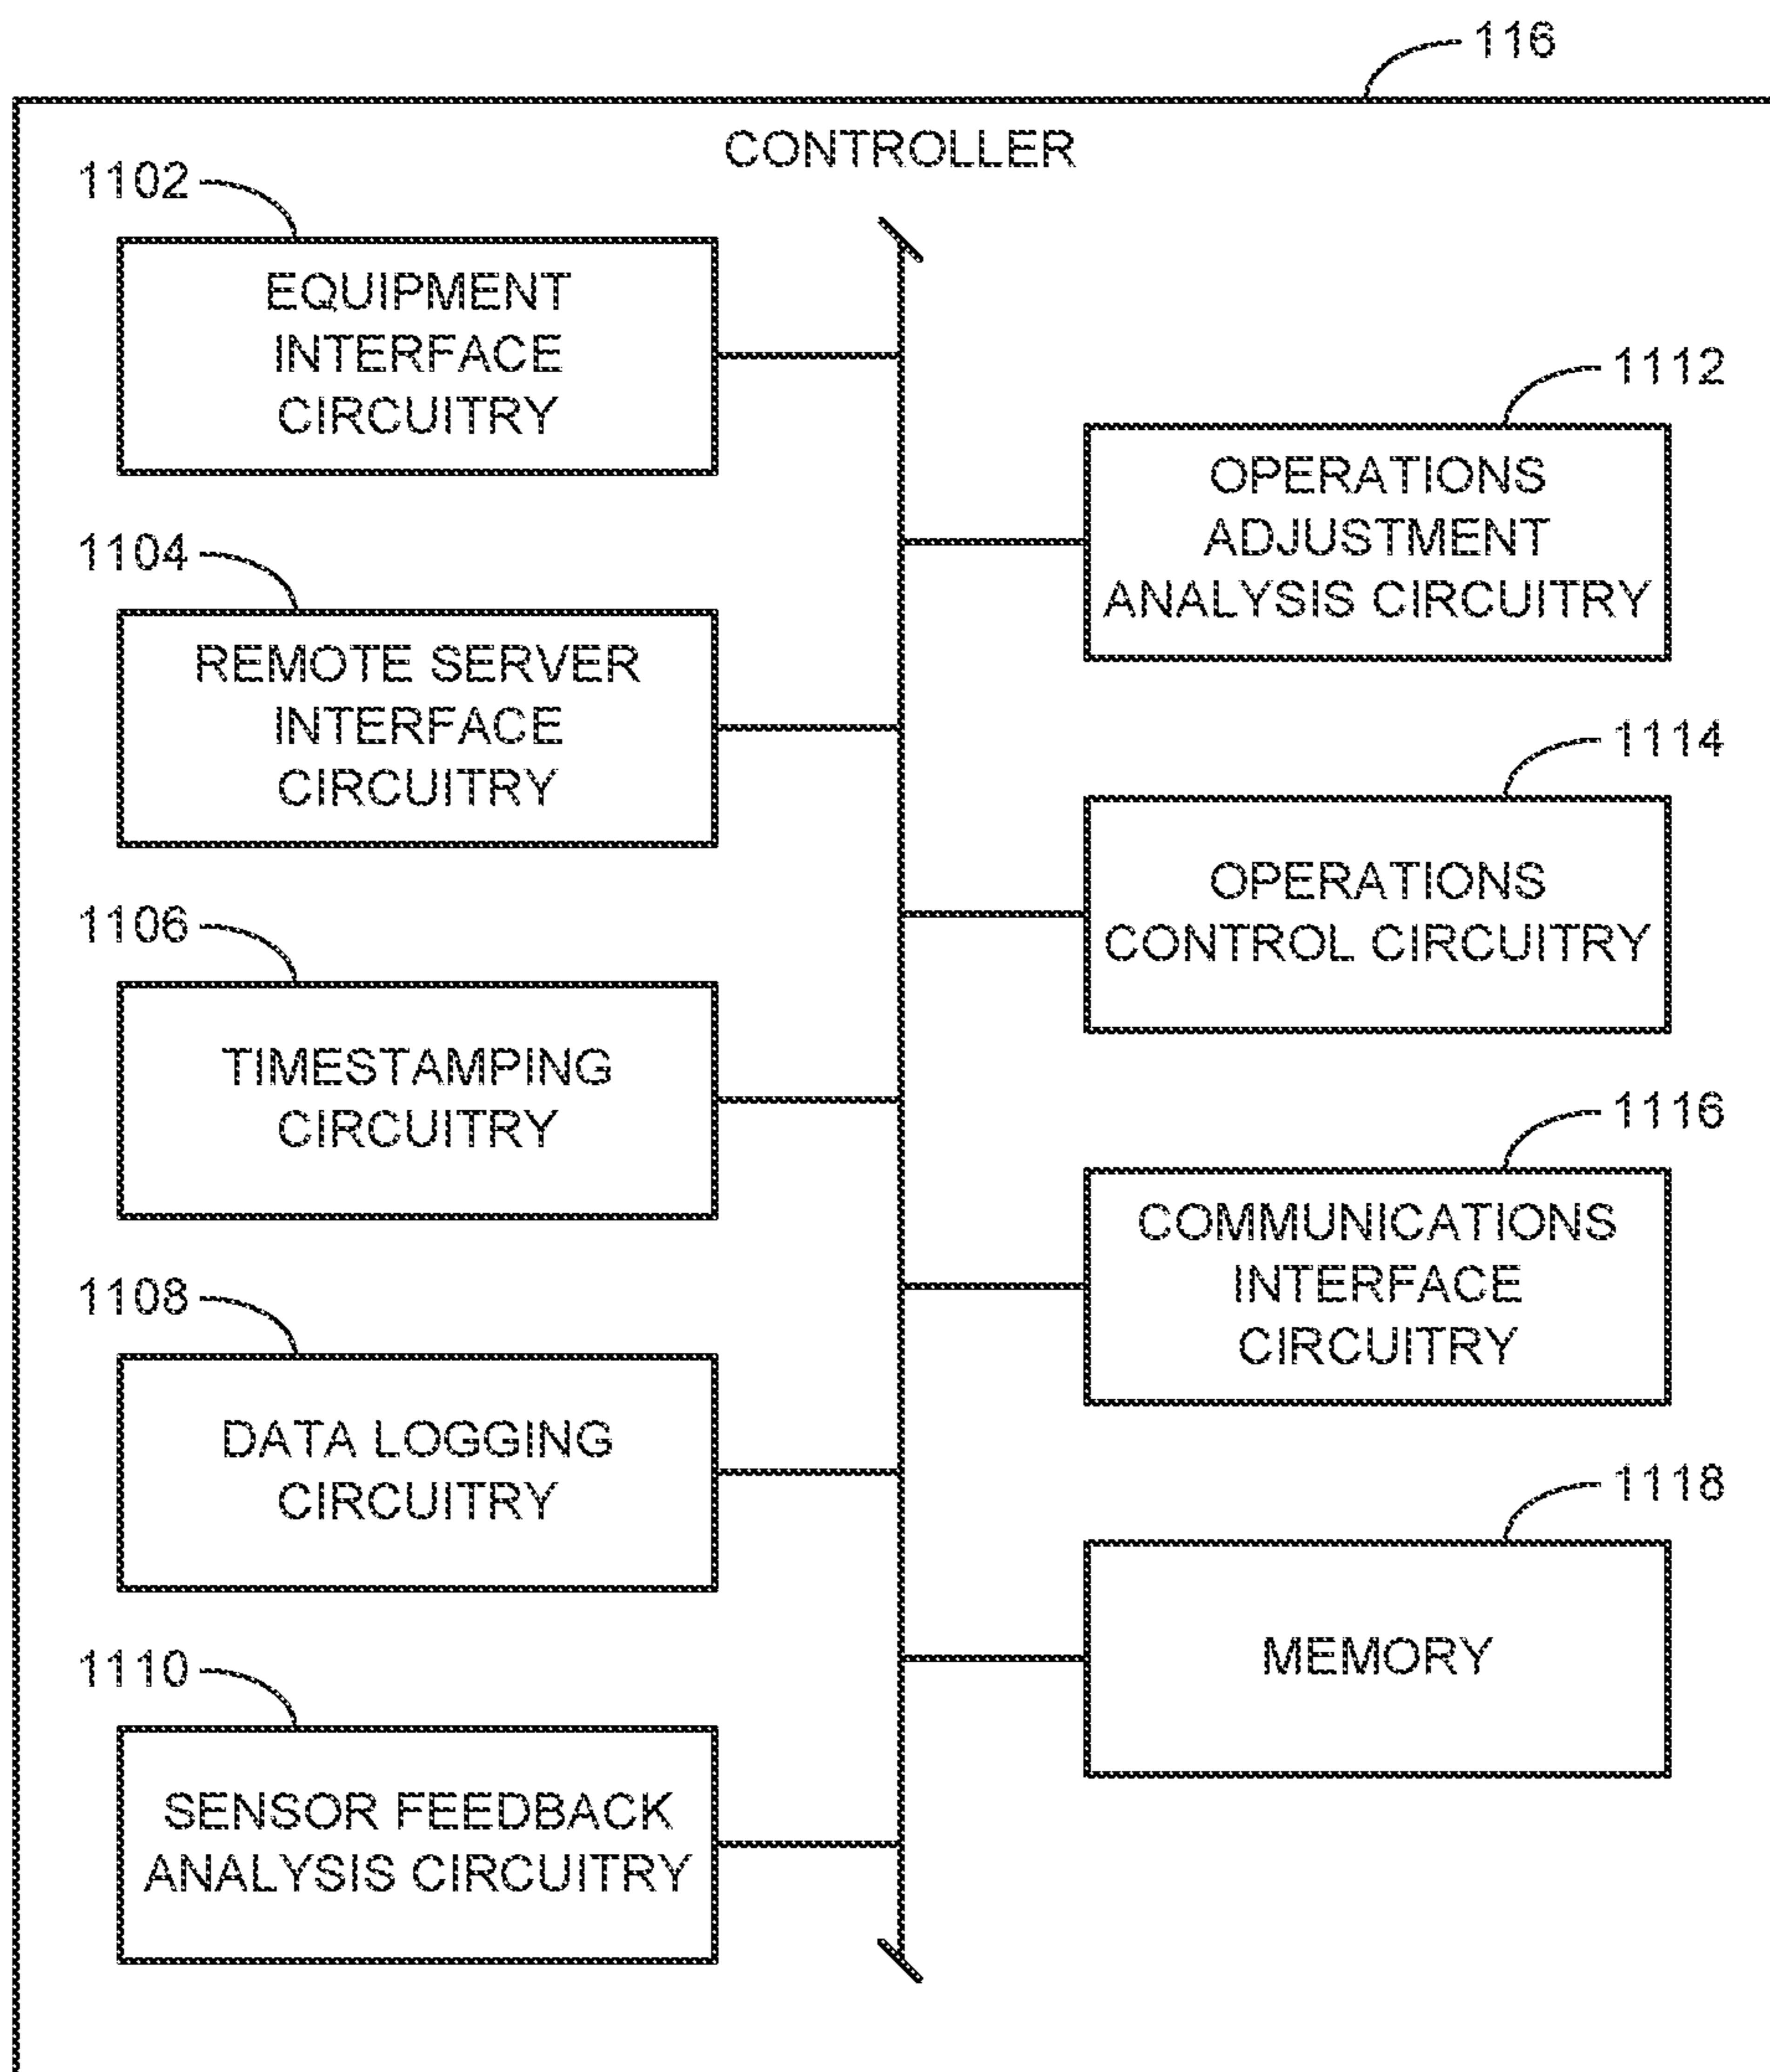 116
CONTROLLER
1102
EQUIPMENT
INTERFACE
CIRCUITRY
1104
REMOTE SERVER
INTERFACE
CIRCUITRY
1106
TIMESTAMPING
CIRCUITRY
1108
DATA LOGGING
CIRCUITRY
1110
SENSOR FEEDBACK
ANALYSIS CIRCUITRY
1112
OPERATIONS
ADJUSTMENT
ANALYSIS CIRCUITRY
1114
OPERATIONS
CONTROL CIRCUITRY
1116
COMMUNICATIONS
INTERFACE
CIRCUITRY
1118
MEMORY